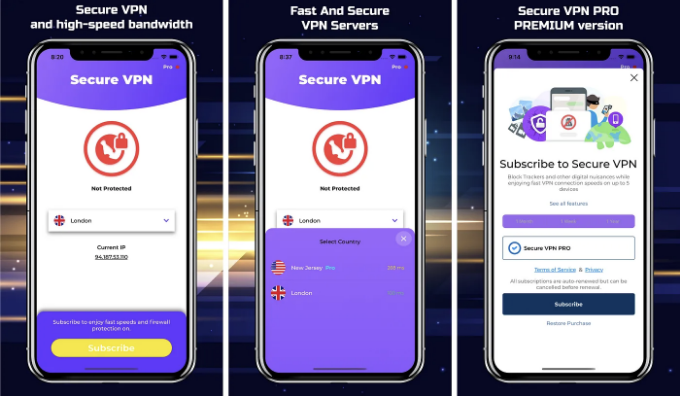 Secure VPN
and high-speed bandwidth
8:20
Pro
Secure VPN
Not Protected
London
Current IP
94.187.53.110
Subscribe to enjoy fast speeds and firewall
protection on.
Subscribe
Fast And Secure
VPN Servers
8:37
Pro
Secure VPN
Not Protected
London
Select Country
New Jersey Pro
London
Secure VPN PRO
PREMIUM version
9:14
Subscribe to Secure VPN
Block Trackers and other digital nuisances while
enjoying fast VPN connection speeds on up to 5
devices
See all features
1 Year
Secure VPN PRO
Terms of Service & Privacy
All subscriptions are auto-renewed but can be
cancelled before renewal.
Subscribe
Restore Purchase